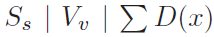 S_s | V_v | ∑ D(x)